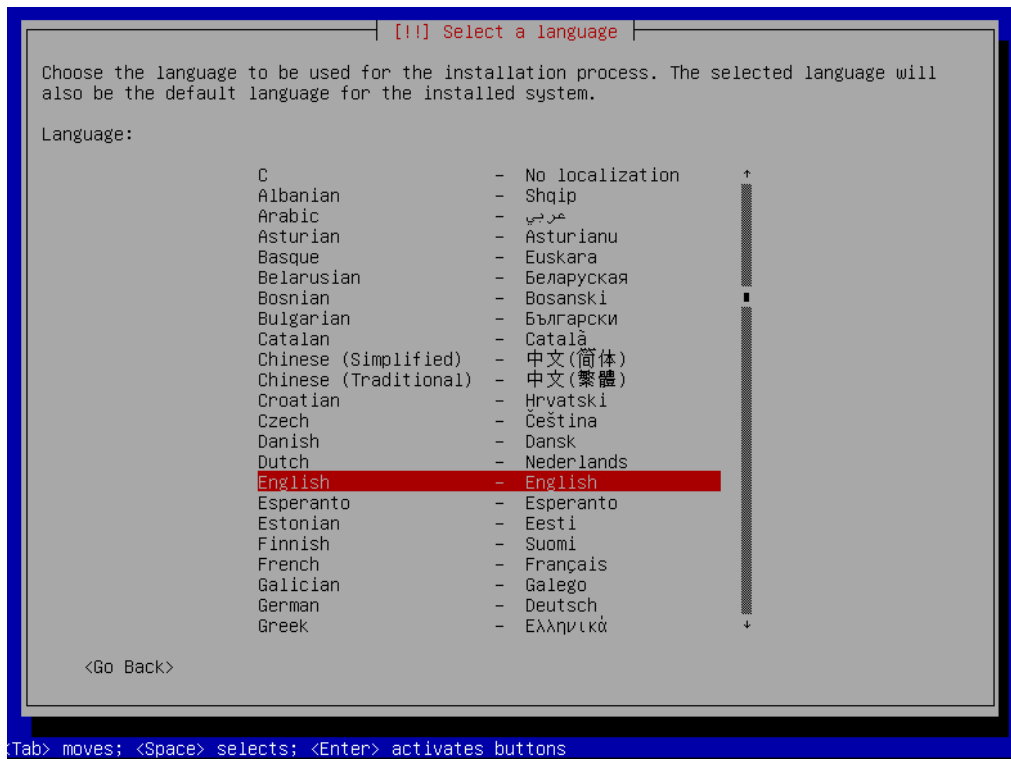 [!!] Select a language
Choose the language to be used for the installation process. The selected language will
also be the default language for the installed system.
Language:
C - No localization
Albanian - Shqip
Arabic - عربي
Asturian - Asturianu
Basque - Euskara
Belarusian - Беларуская
Bosnian - Bosanski
Bulgarian - Български
Catalan - Català
Chinese (Simplified) - 中文(简体)
Chinese (Traditional) - 中文(繁體)
Croatian - Hrvatski
Czech - Čeština
Danish - Dansk
Dutch - Nederlands
English - English
Esperanto - Esperanto
Estonian - Eesti
Finnish - Suomi
French - Français
Galician - Galego
German - Deutsch
Greek - Ελληνικά
<Go Back>
<Tab> moves; <Space> selects; <Enter> activates buttons